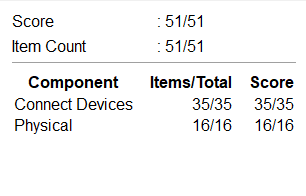 Score : 51/51
Item Count : 51/51
Component Items/Total Score
Connect Devices 35/35 35/35
Physical 16/16 16/16